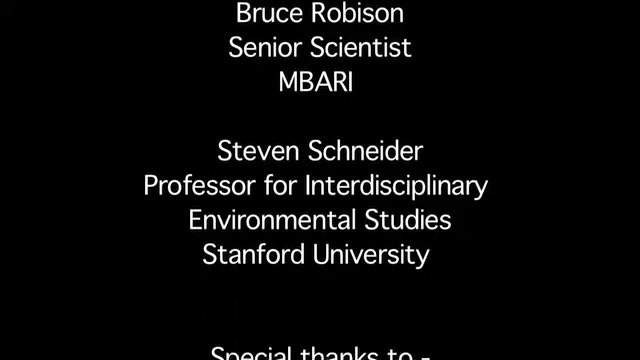 Bruce Robison
Senior Scientist
MBARI
Steven Schneider
Professor for Interdisciplinary
Environmental Studies
Stanford University
Special thanks to -